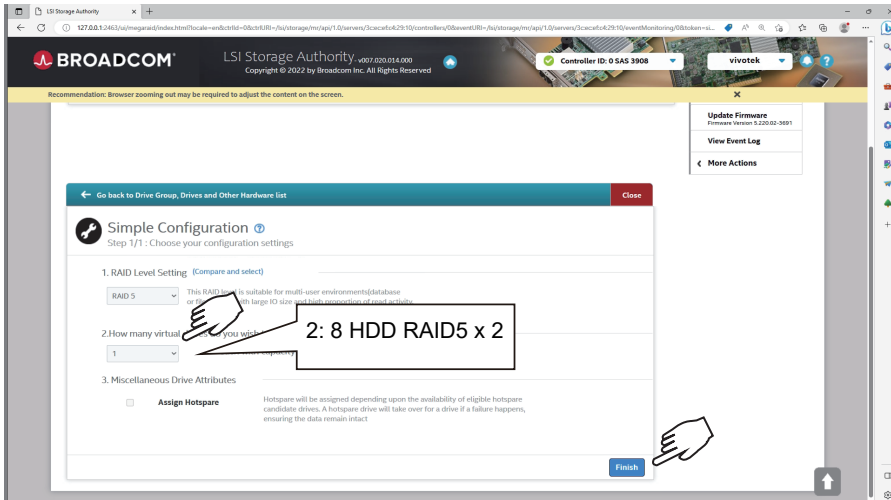 LSI Storage Authority
127.0.0.1:2463/ui/megaraid/index.html?locale=en&ctrlId=0&ctrlURI=/lsi/storage/mr/api/1.0/servers/3cecefc4:29:10/controllers/0&eventURI=/lsi/storage/mr/api/1.0/servers/3cecefc4:29:10/eventMonitoring/0&token=si...
BROADCOM
LSI Storage Authority v007.020.014.000
Copyright © 2022 by Broadcom Inc. All Rights Reserved
Controller ID: 0 SAS 3908
vivotek
Recommendation: Browser zooming out may be required to adjust the content on the screen.
Update Firmware
Firmware Version 5.220.02-3691
View Event Log
More Actions
Go back to Drive Group, Drives and Other Hardware list
Close
Simple Configuration
Step 1/1 : Choose your configuration settings
1. RAID Level Setting (Compare and select)
RAID 5
This RAID level is suitable for multi-user environments(database
or with large IO size and high proportion of read activity.
2.How many virtual you wish
1
2: 8 HDD RAID5 x 2
3. Miscellaneous Drive Attributes
Assign Hotspare
Hotspare will be assigned depending upon the availability of eligible hotspare
candidate drives. A hotspare drive will take over for a drive if a failure happens,
ensuring the data remain intact
Finish